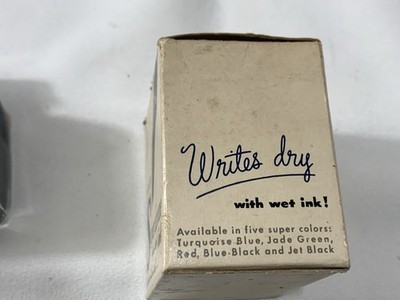 Writes dry
with wet ink!
Available in five super colors:
Turquoise Blue, Jade Green,
Red, Blue-Black and Jet Black